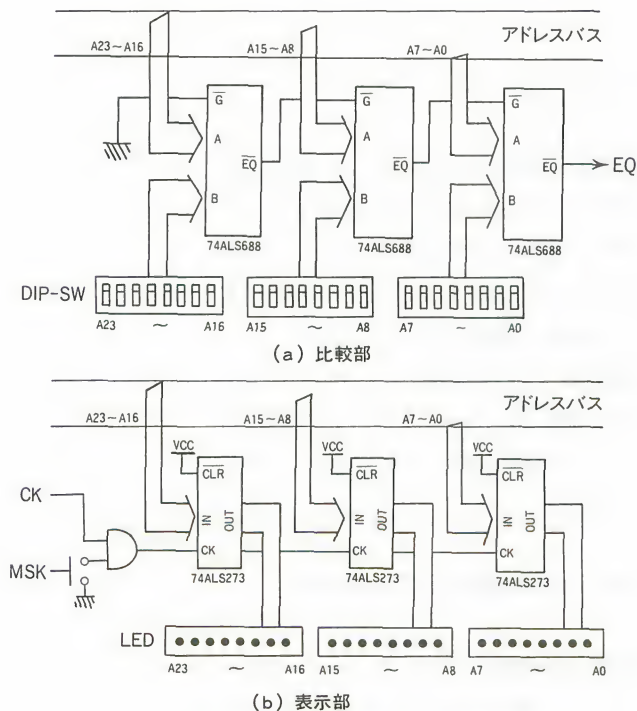 アドレスバス
A23～A16 A15～A8 A7～A0
G G G
A A A
EQ EQ EQ EQ
B B B
74ALS688 74ALS688 74ALS688
DIP-SW
A23 ～ A16 A15 ～ A8 A7 ～ A0
(a) 比較部
アドレスバス
A23～A16 A15～A8 A7～A0
VCC VCC VCC
CLR CLR CLR
CK
IN OUT IN OUT IN OUT
CK CK CK
MSK
74ALS273 74ALS273 74ALS273
LED
A23 ～ A16 A15 ～ A8 A7 ～ A0
(b) 表示部